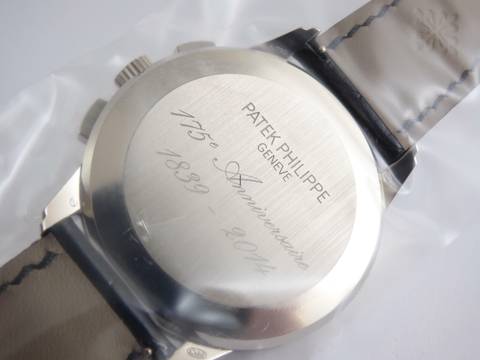 PATEK PHILIPPE
GENEVE
175e Anniversaire
1839 - 2014